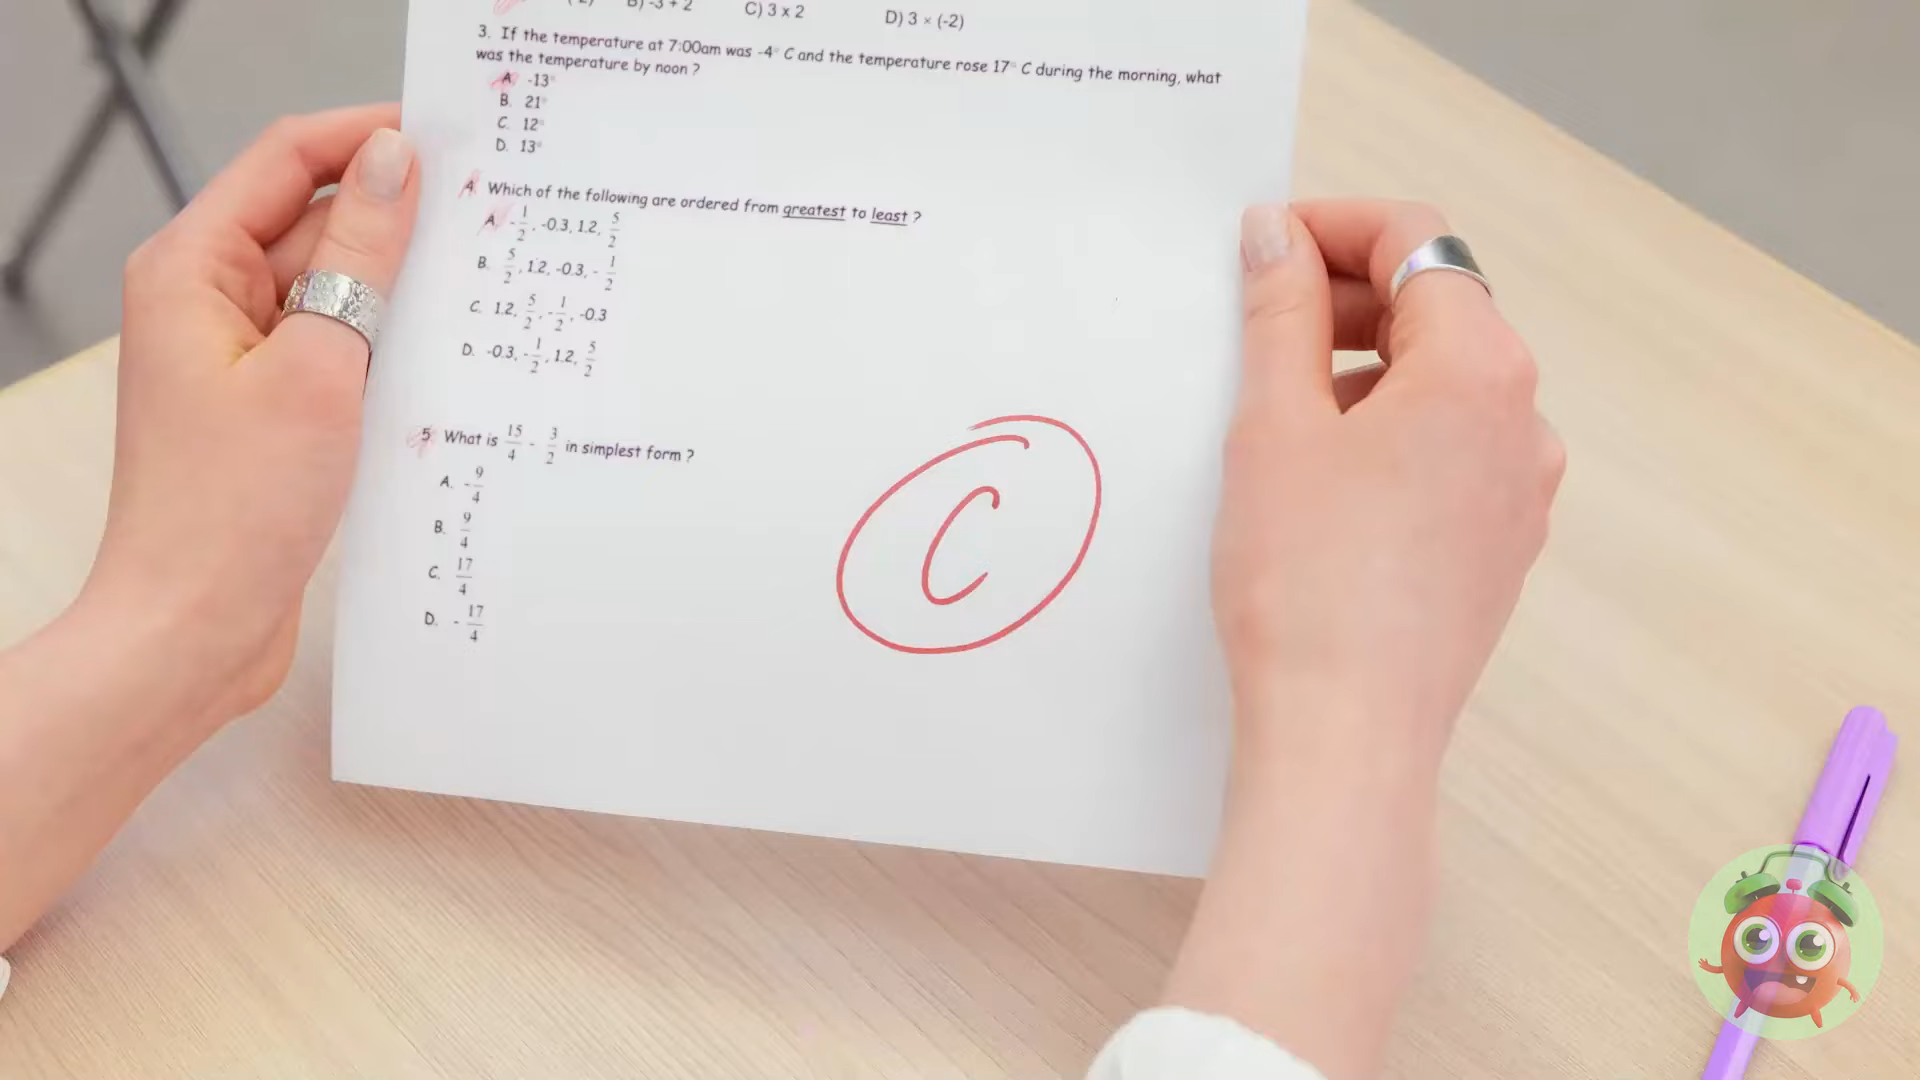 B) -3 + 2 C) 3 x 2 D) 3 × (-2)
3. If the temperature at 7:00am was -4° C and the temperature rose 17° C during the morning, what
was the temperature by noon ?
A. -13°
B. 21°
C. 12°
D. 13°
4. Which of the following are ordered from greatest to least ?
A. -1/2, -0.3, 1.2, 5/2
B. 5/2, 1.2, -0.3, -1/2
C. 1.2, 5/2, -1/2, -0.3
D. -0.3, -1/2, 1.2, 5/2
5. What is 15/4 - 3/2 in simplest form ?
A. -9/4
B. 9/4
C. 17/4
D. -17/4
C